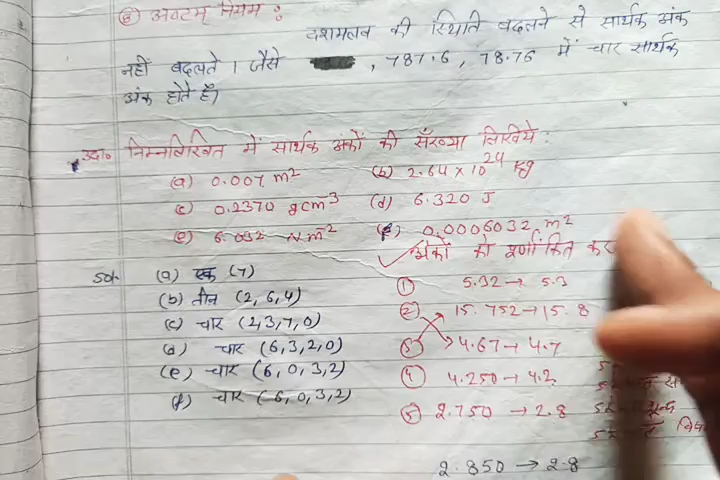 ⑧ अष्टम् नियम :
दशमलव की स्थिति बदलने से सार्थक अंक
नहीं बदलते । जैसे , 787.6, 78.76 में चार सार्थक
अंक होते हैं।
उदा० निम्नलिखित में सार्थक अंकों की संख्या लिखिये :
(a) 0.007 m² (b) 2.64 x 10²⁴ kg
(c) 0.2370 g cm⁻³ (d) 6.320 J
(e) 6.032 N m⁻² (f) 0.0006032 m²
अंकों को पूर्णांकित कर
Sol. (a) एक (7)
(b) तीन (2, 6, 4)
(c) चार (2,3,7,0)
(d) चार (6,3,2,0)
(e) चार (6,0,3,2)
(f) चार (6,0,3,2)
① 5.32 → 5.3
② 15.752 → 15.8
③ 4.67 → 4.7
④ 4.250 → 4.2
⑤ 2.750 → 2.8
2.850 → 2.8